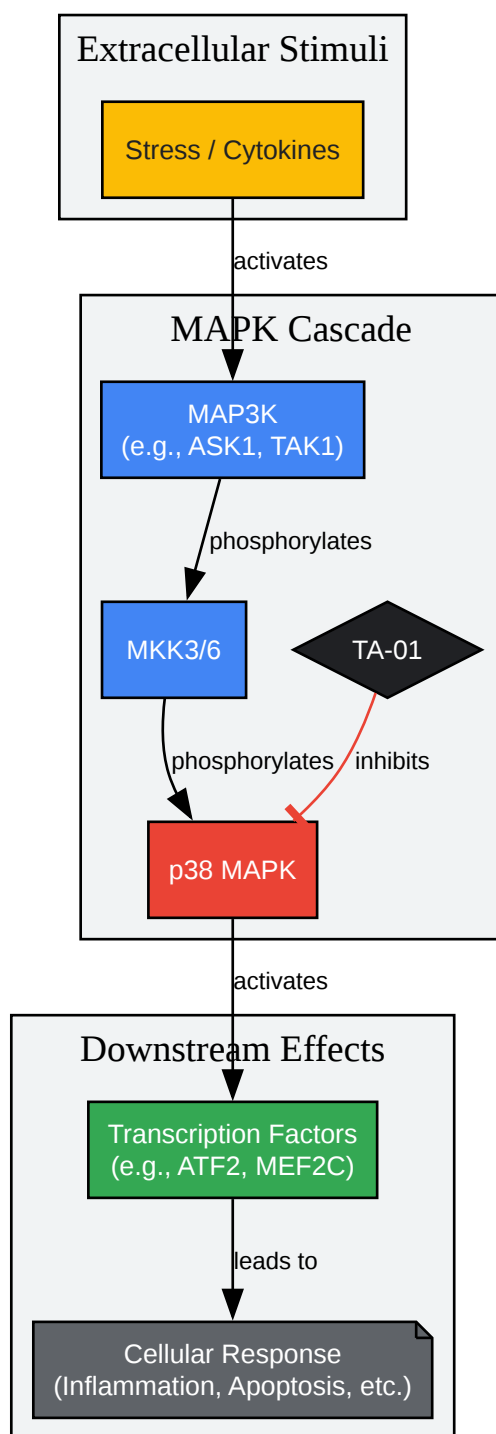 Extracellular Stimuli
Stress / Cytokines
activates
MAPK Cascade
MAP3K
(e.g., ASK1, TAK1)
phosphorylates
MKK3/6
TA-01
phosphorylates
inhibits
p38 MAPK
activates
Downstream Effects
Transcription Factors
(e.g., ATF2, MEF2C)
leads to
Cellular Response
(Inflammation, Apoptosis, etc.)